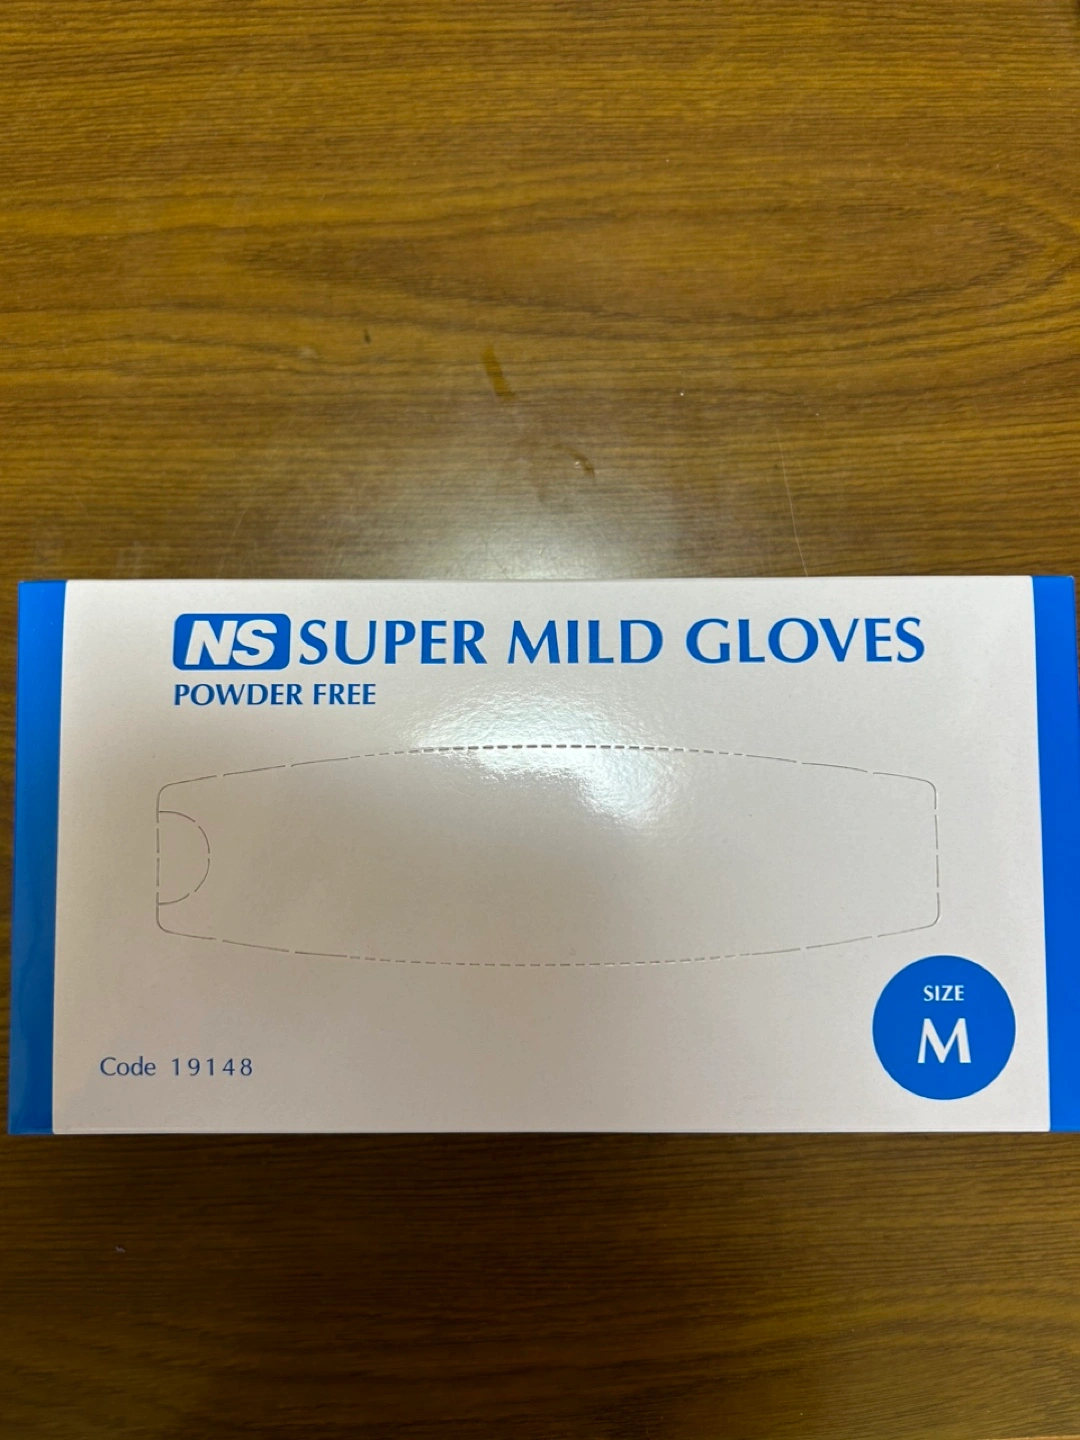 NS SUPER MILD GLOVES
POWDER FREE
SIZE
M
Code 19148